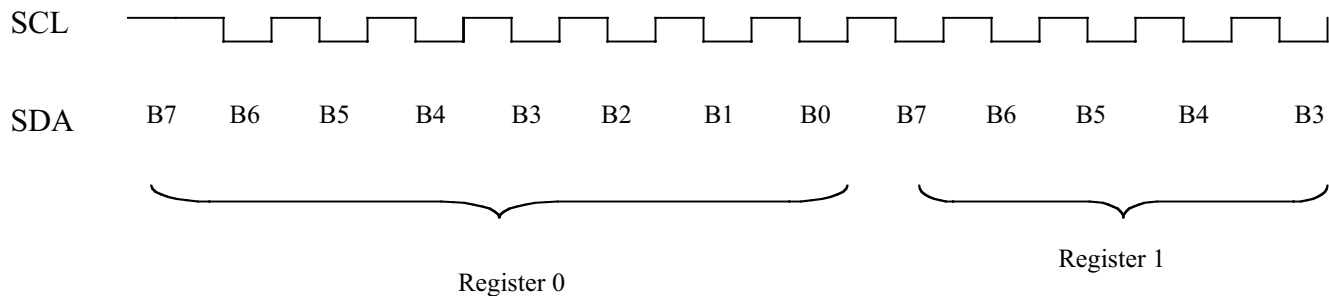 SCL
SDA B7 B6 B5 B4 B3 B2 B1 B0 B7 B6 B5 B4 B3
Register 1
Register 0